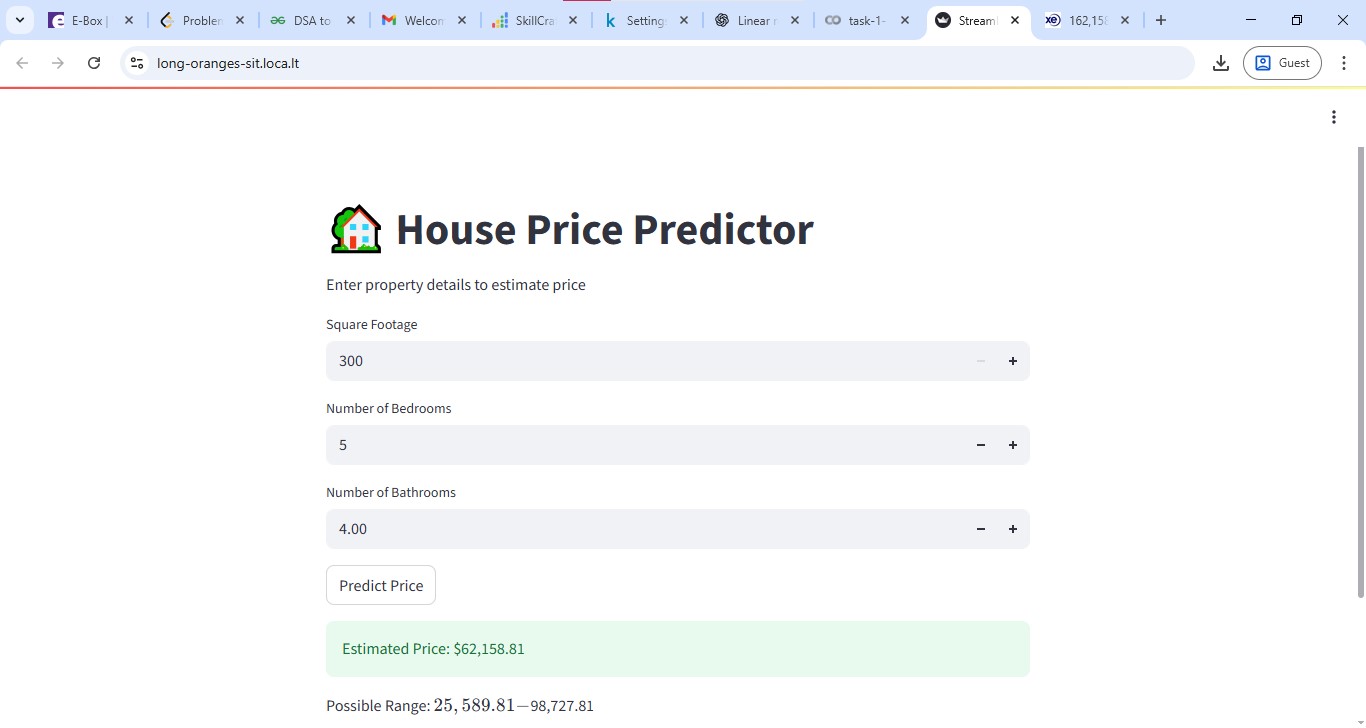 E-Box |
Problem
DSA to
Welcom
SkillCra
Setting
Linear r
task-1-
Streaml
xe
162,158
long-oranges-sit.loca.lt
Guest
House Price Predictor
Enter property details to estimate price
Square Footage
300
Number of Bedrooms
5
Number of Bathrooms
4.00
Predict Price
Estimated Price: $62,158.81
Possible Range: 25,589.81−98,727.81